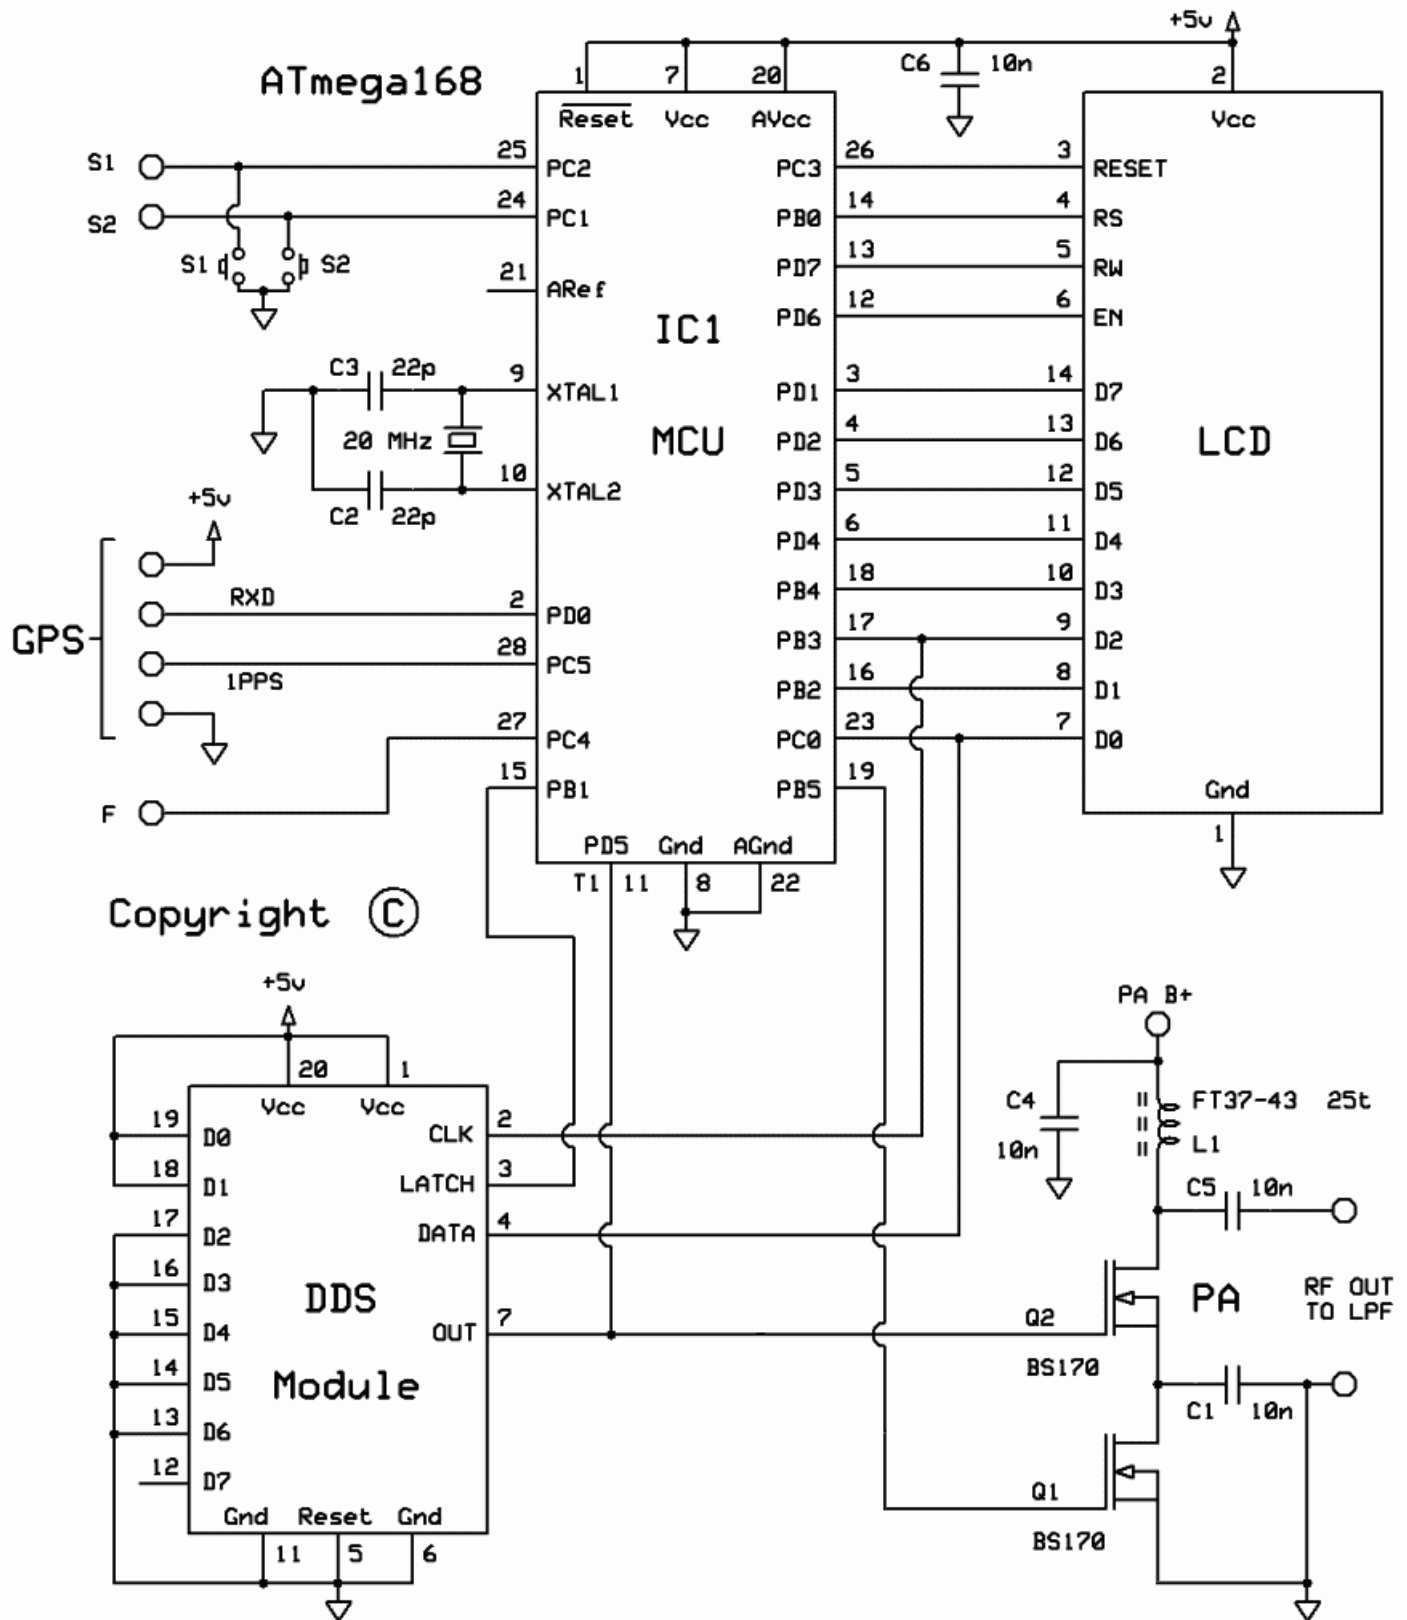 +5v
ATmega168
C6 10n
1 7 20 2
Reset Vcc AVcc Vcc
S1 25 PC2 PC3 26 3 RESET
S2 24 PC1 PB0 14 4 RS
S1 S2 PD7 13 5 RW
21 ARef
PD6 12 6 EN
IC1
C3 22p 9 XTAL1 PD1 3 14 D7
20 MHz MCU PD2 4 13 D6 LCD
10 XTAL2 PD3 5 12 D5
C2 22p
+5v
PD4 6 11 D4
PB4 18 10 D3
RXD 2 PD0
GPS PB3 17 9 D2
28 PC5
1PPS
PB2 16 8 D1
27 PC4 PC0 23 7 D0
15 PB1 PB5 19
Gnd
F
PD5 Gnd AGnd 1
T1 11 8 22
Copyright ©
+5v
PA B+
20 1
Vcc Vcc
C4 10n
FT37-43 25t
L1
19 D0 CLK 2
18 D1 LATCH 3
C5 10n
17 D2 DATA 4
16 D3
DDS
PA
RF OUT
TO LPF
15 D4 OUT 7
Q2
BS170
14 D5
Module
C1 10n
13 D6
12 D7
Q1
BS170
Gnd Reset Gnd
11 5 6